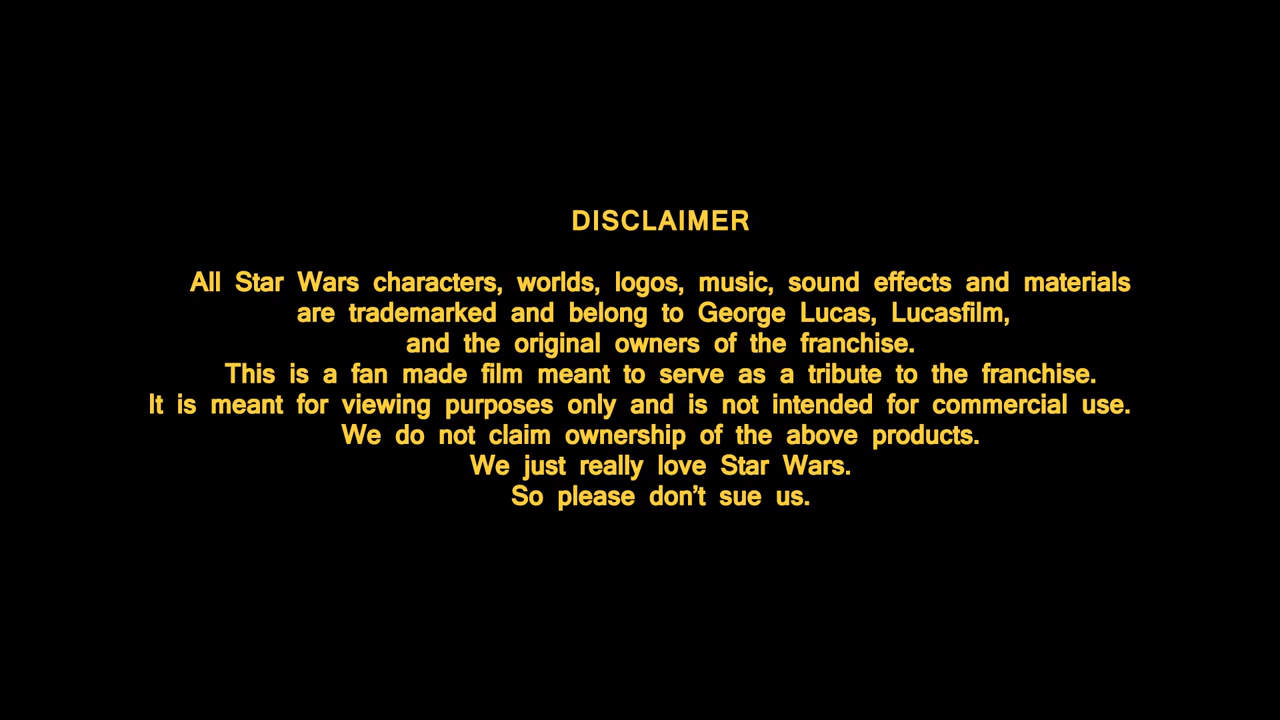 DISCLAIMER
All Star Wars characters, worlds, logos, music, sound effects and materials
are trademarked and belong to George Lucas, Lucasfilm,
and the original owners of the franchise.
This is a fan made film meant to serve as a tribute to the franchise.
It is meant for viewing purposes only and is not intended for commercial use.
We do not claim ownership of the above products.
We just really love Star Wars.
So please don’t sue us.